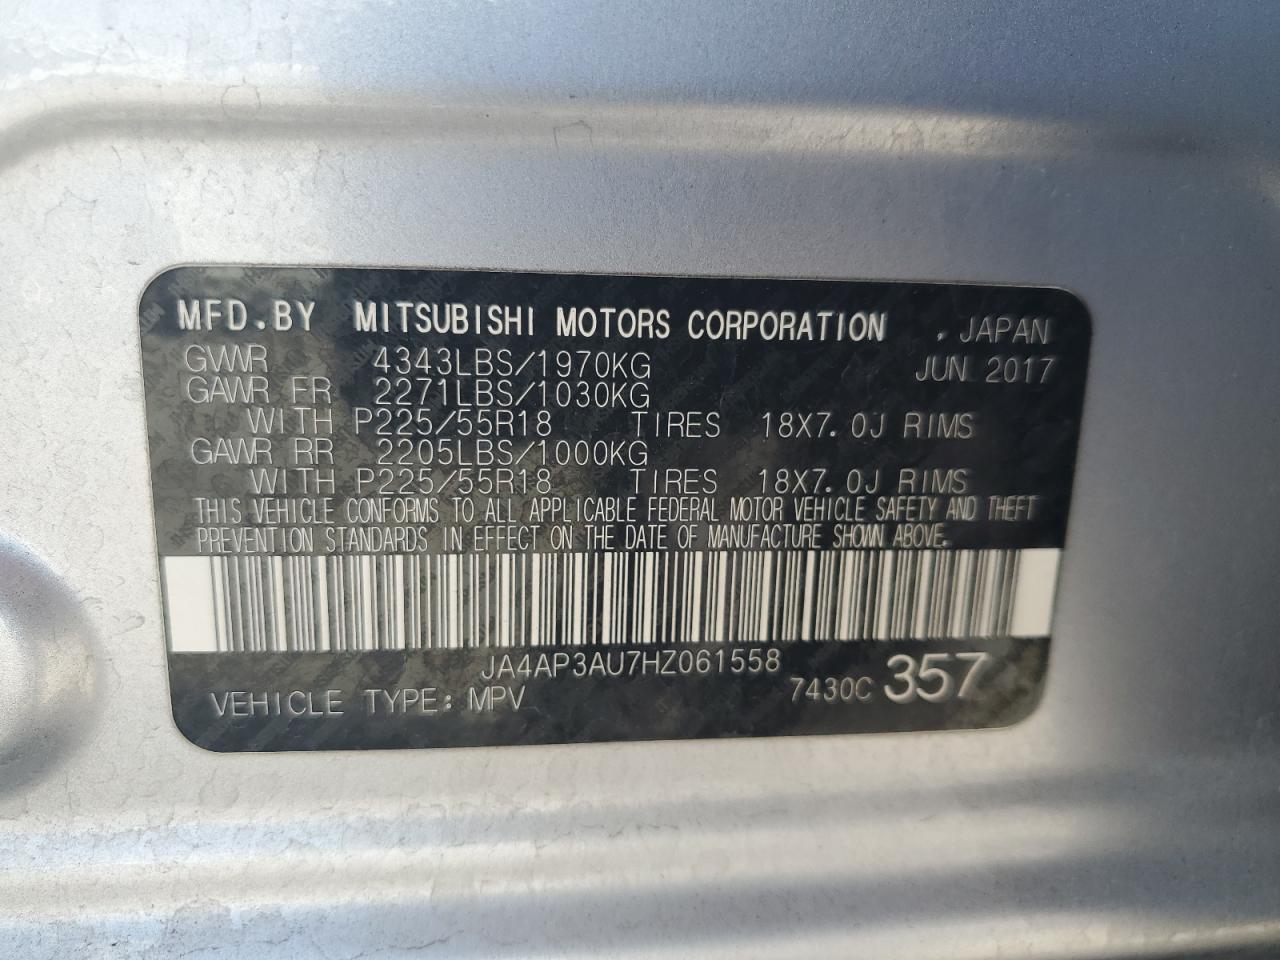 MFD.BY MITSUBISHI MOTORS CORPORATION . JAPAN
GVWR 4343LBS/1970KG JUN 2017
GAWR FR 2271LBS/1030KG
WITH P225/55R18 TIRES 18X7.0J RIMS
GAWR RR 2205LBS/1000KG
WITH P225/55R18 TIRES 18X7.0J RIMS
THIS VEHICLE CONFORMS TO ALL APPLICABLE FEDERAL MOTOR VEHICLE SAFETY AND THEFT
PREVENTION STANDARDS IN EFFECT ON THE DATE OF MANUFACTURE SHOWN ABOVE.
JA4AP3AU7HZ061558
VEHICLE TYPE: MPV 7430C 357